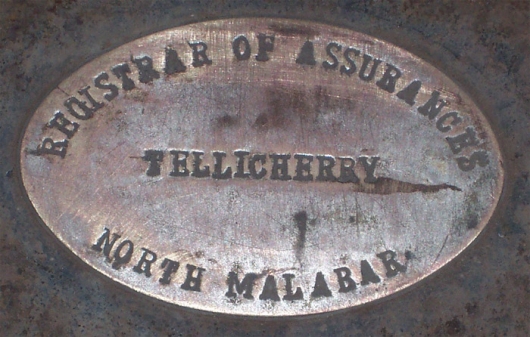 REGISTRAR OF ASSURANCES
TELLICHERRY
NORTH MALABAR.